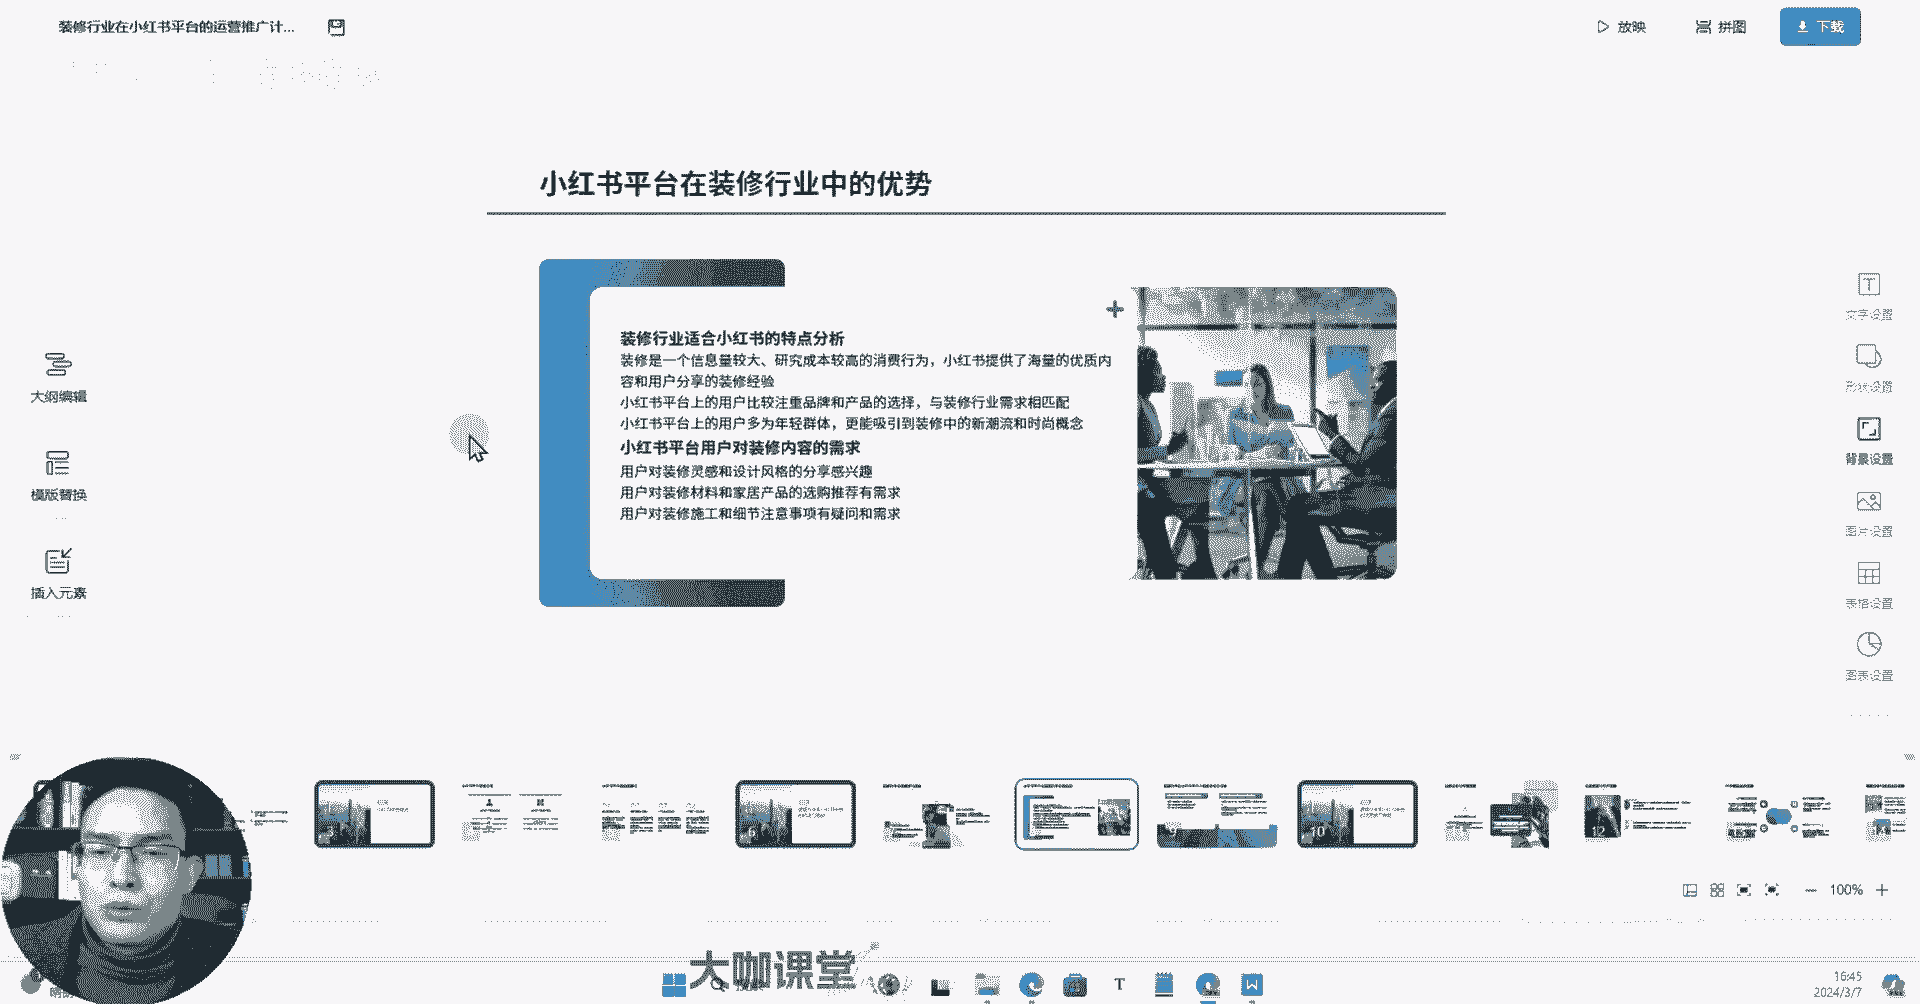 装修行业在小红书平台的运营推广计...
放映
拼图
下载
小红书平台在装修行业中的优势
装修行业适合小红书的特点分析
装修是一个信息量较大、研究成本较高的消费行为，小红书提供了海量的优质内
容和用户分享的装修经验
小红书平台上的用户比较注重品牌和产品的选择，与装修行业需求相匹配
小红书平台上的用户多为年轻群体，更能吸引到装修中的新潮流和时尚概念
小红书平台用户对装修内容的需求
用户对装修灵感和设计风格的分享感兴趣
用户对装修材料和家居产品的选购推荐有需求
用户对装修施工和细节注意事项有疑问和需求
大纲编辑
模版替换
插入元素
文字设置
形状设置
背景设置
图片设置
表格设置
图表设置
6
10
12
14
100%
大咖课堂
16:45
2024/3/7